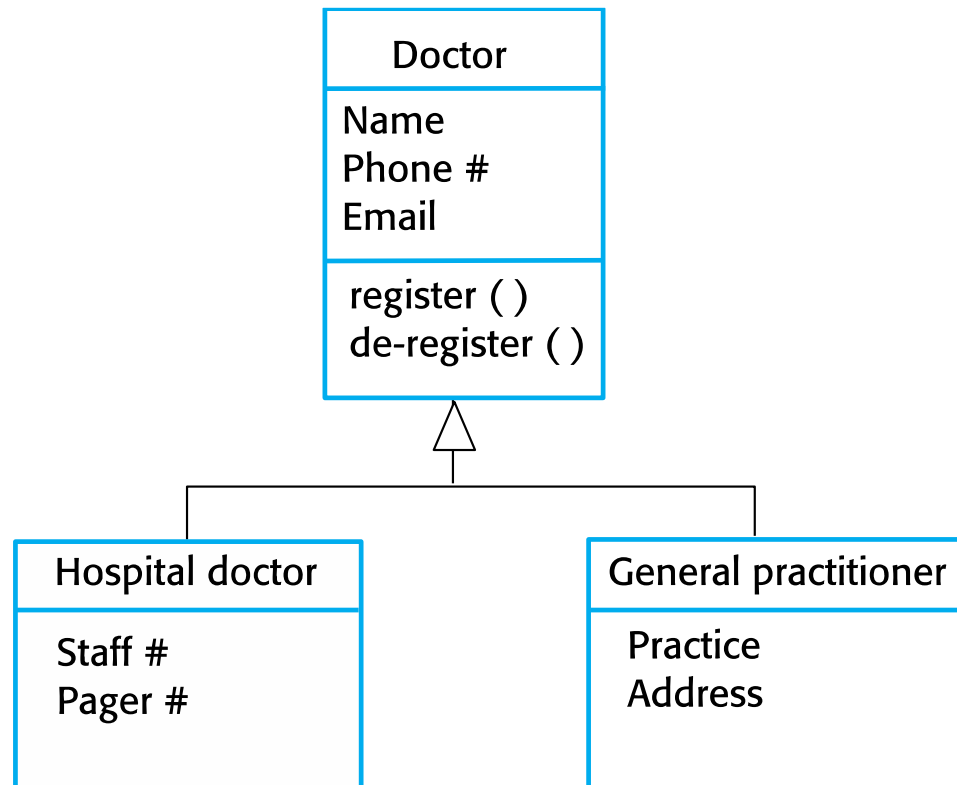 Doctor
Name
Phone #
Email
register ( )
de-register ( )
Hospital doctor
Staff #
Pager #
General practitioner
Practice
Address